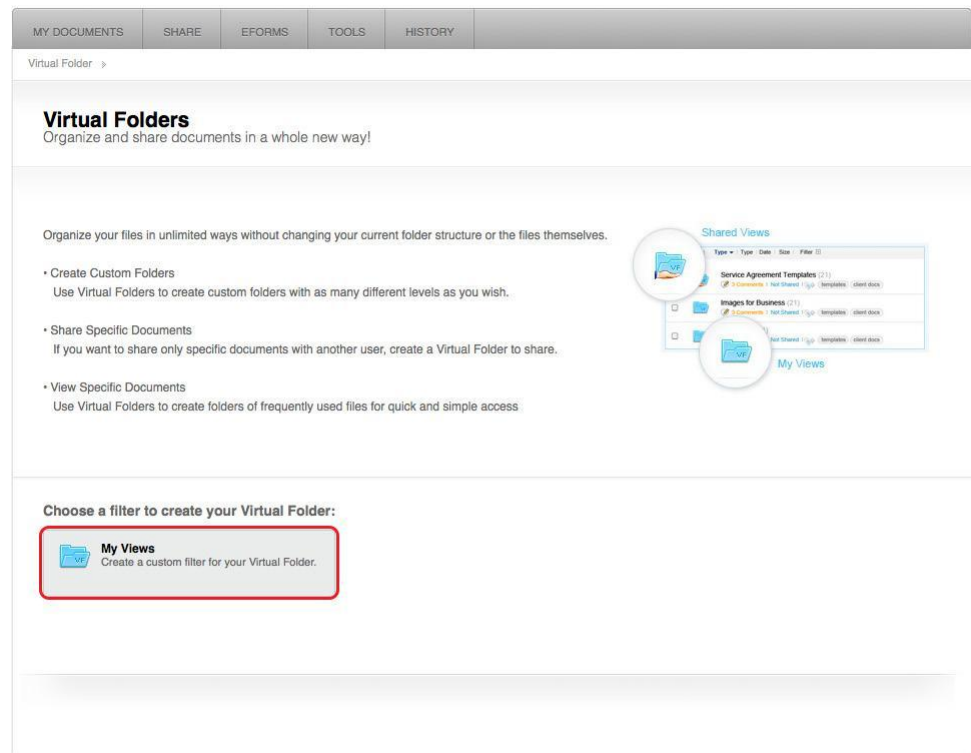 MY DOCUMENTS SHARE EFORMS TOOLS HISTORY
Virtual Folder »
Virtual Folders
Organize and share documents in a whole new way!
Organize your files in unlimited ways without changing your current folder structure or the files themselves.
• Create Custom Folders
Use Virtual Folders to create custom folders with as many different levels as you wish.
• Share Specific Documents
If you want to share only specific documents with another user, create a Virtual Folder to share.
• View Specific Documents
Use Virtual Folders to create folders of frequently used files for quick and simple access
Shared Views
Type Type Date Size Filter
VF
Service Agreement Templates (21)
3 Comments Not Shared templates client docs
Images for Business (21)
3 Comments Not Shared templates client docs
Not Shared templates client docs
VF
My Views
Choose a filter to create your Virtual Folder:
VF
My Views
Create a custom filter for your Virtual Folder.